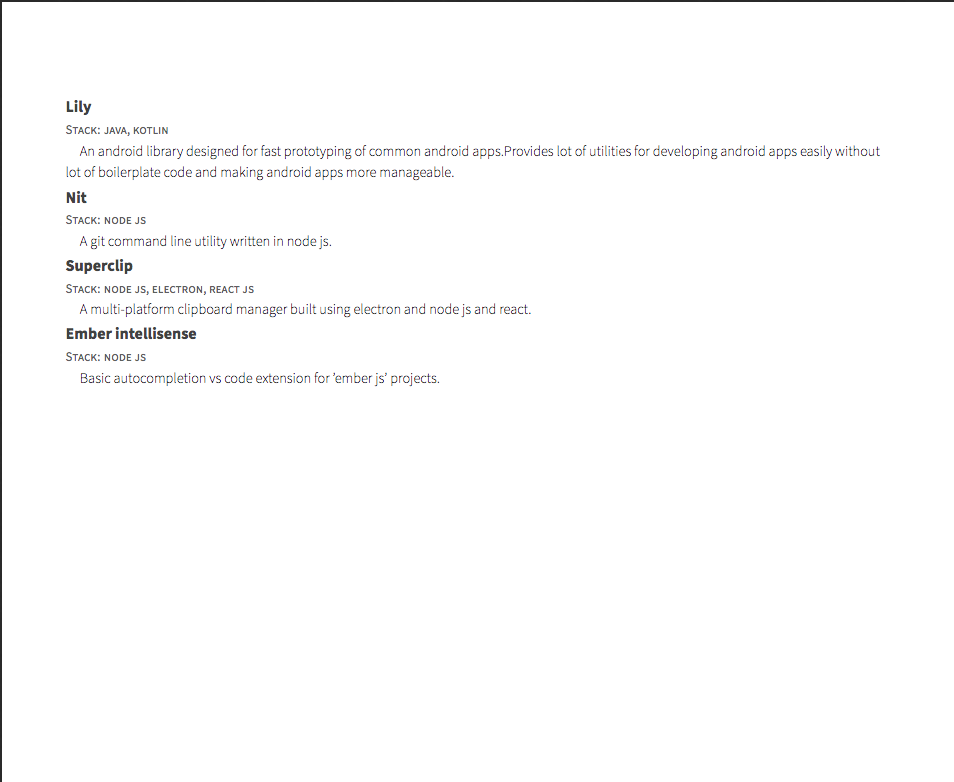 Lily
Stack: java, kotlin
An android library designed for fast prototyping of common android apps.Provides lot of utilities for developing android apps easily without
lot of boilerplate code and making android apps more manageable.
Nit
Stack: node js
A git command line utility written in node js.
Superclip
Stack: node js, electron, react js
A multi-platform clipboard manager built using electron and node js and react.
Ember intellisense
Stack: node js
Basic autocompletion vs code extension for ’ember js’ projects.